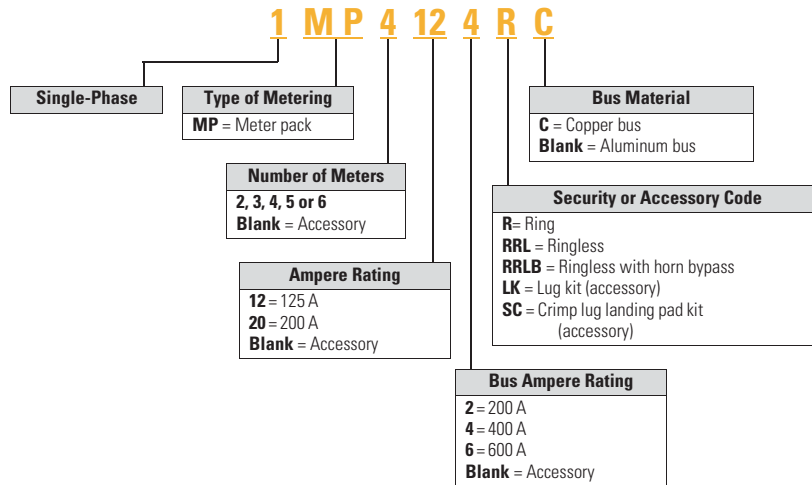 1 MP 4 12 4 R C
Single-Phase
Type of Metering
MP = Meter pack
Number of Meters
2, 3, 4, 5 or 6
Blank = Accessory
Ampere Rating
12 = 125 A
20 = 200 A
Blank = Accessory
Bus Material
C = Copper bus
Blank = Aluminum bus
Security or Accessory Code
R= Ring
RRL = Ringless
RRLB = Ringless with horn bypass
LK = Lug kit (accessory)
SC = Crimp lug landing pad kit
(accessory)
Bus Ampere Rating
2 = 200 A
4 = 400 A
6 = 600 A
Blank = Accessory